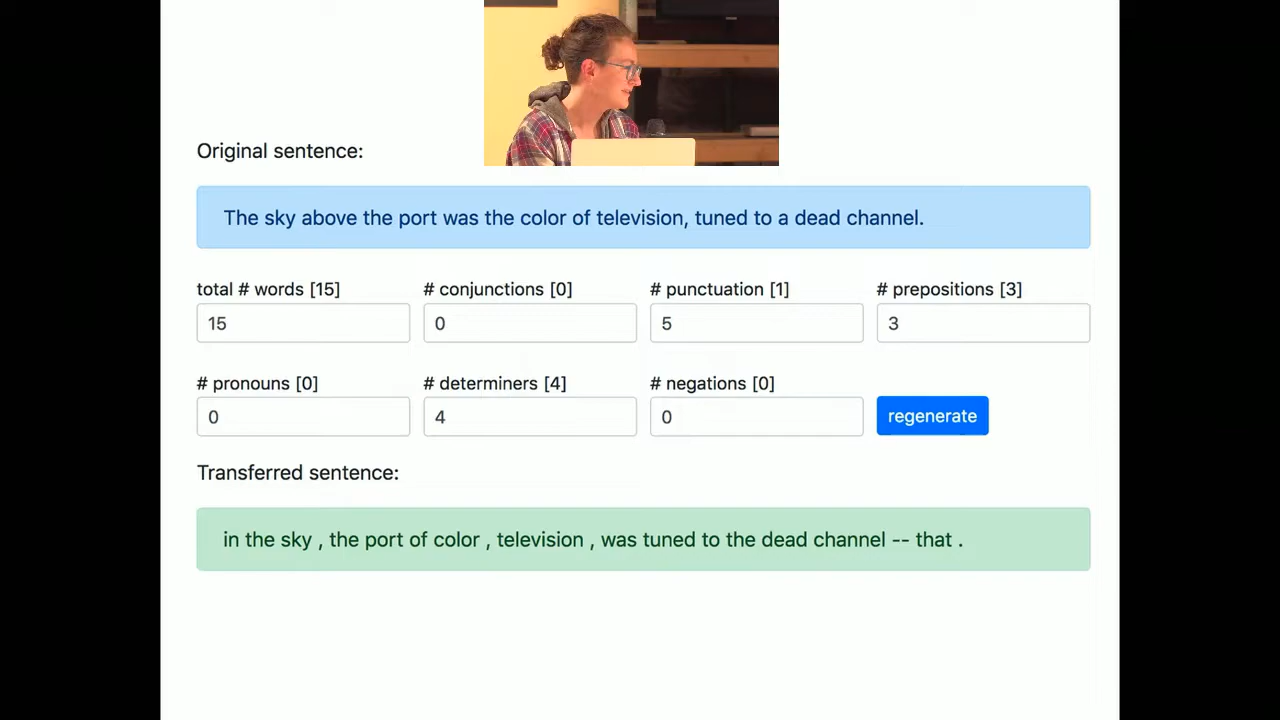 Original sentence:
The sky above the port was the color of television, tuned to a dead channel.
total # words [15] # conjunctions [0] # punctuation [1] # prepositions [3]
15 0 5 3
# pronouns [0] # determiners [4] # negations [0]
0 4 0 regenerate
Transferred sentence:
in the sky , the port of color , television , was tuned to the dead channel -- that .